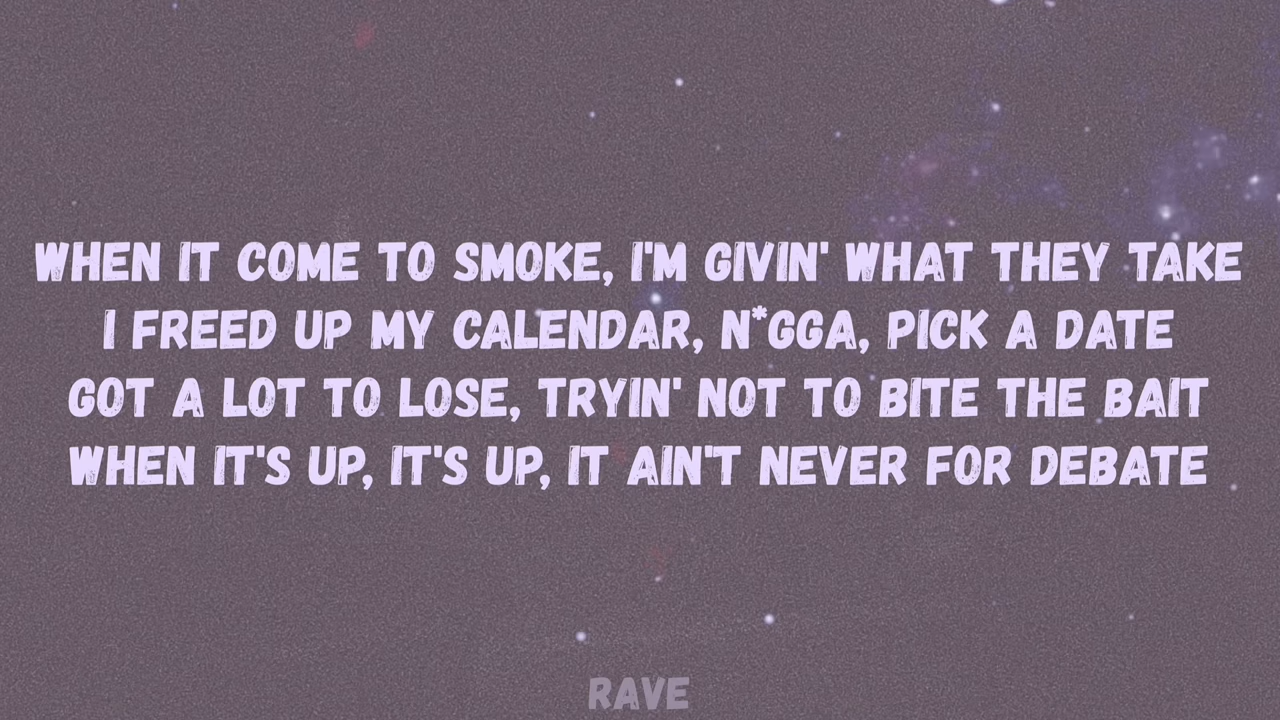 WHEN IT COME TO SMOKE, I'M GIVIN' WHAT THEY TAKE
I FREED UP MY CALENDAR, N*GGA, PICK A DATE
GOT A LOT TO LOSE, TRYIN' NOT TO BITE THE BAIT
WHEN IT'S UP, IT'S UP, IT AIN'T NEVER FOR DEBATE
RAVE